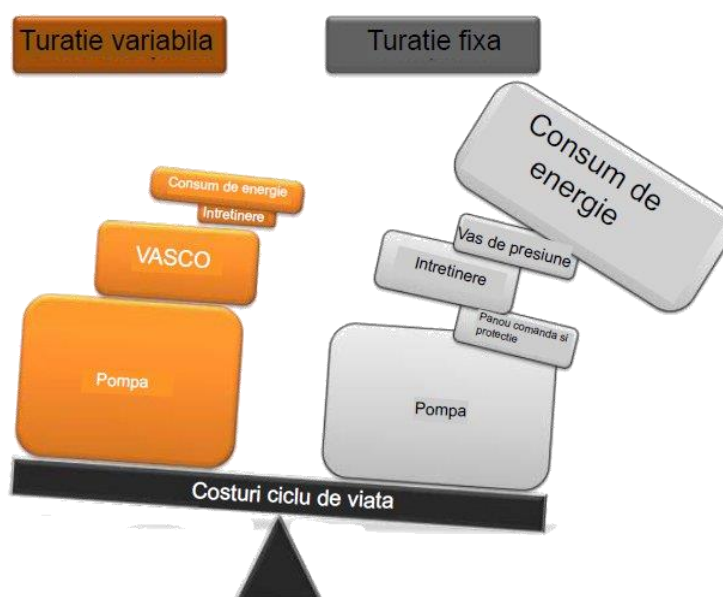 Turatie variabila
Turatie fixa
Consum de energie
Intretinere
VASCO
Pompa
Consum de
energie
Vas de presiune
Intretinere
Panou comanda si
protectie
Pompa
Costuri ciclu de viata